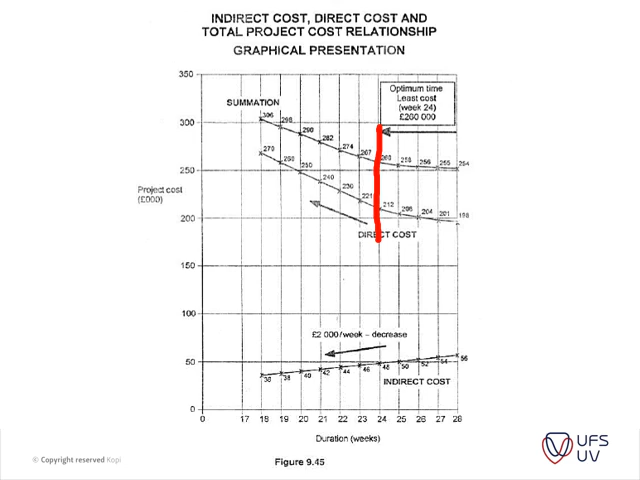 INDIRECT COST, DIRECT COST AND
TOTAL PROJECT COST RELATIONSHIP
GRAPHICAL PRESENTATION
350
Optimum time
Least cost
(week 24)
£260 000
SUMMATION
300
306
298
290
282
274
267
260
258
256
255
254
250
270
260
250
240
230
221
212
206
204
201
198
Project cost
(£000)
200
DIRECT COST
150
100
£2 000/week – decrease
50
36
38
40
42
44
46
48
50
52
54
56
INDIRECT COST
0
0 17 18 19 20 21 22 23 24 25 26 27 28
Duration (weeks)
Figure 9.45
© Copyright reserved Kopi
UFS
UV